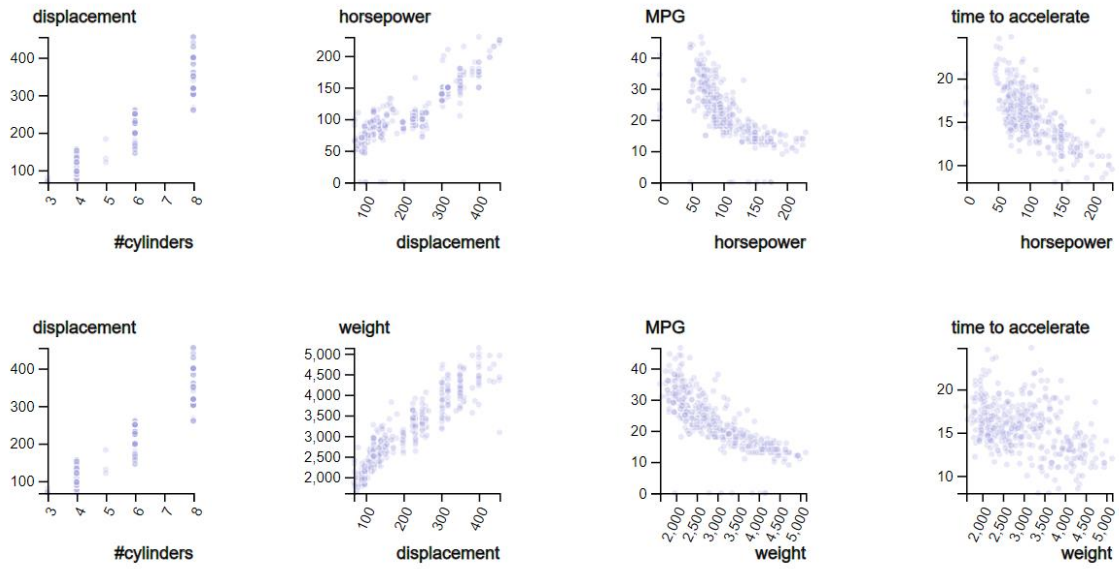 displacement
400
300
200
100
3 4 5 6 7 8
#cylinders
horsepower
200
150
100
50
0
100 200 300 400
displacement
MPG
40
30
20
10
0
0 50 100 150 200
horsepower
time to accelerate
20
15
10
0 50 100 150 200
horsepower
displacement
400
300
200
100
3 4 5 6 7 8
#cylinders
weight
5,000
4,500
4,000
3,500
3,000
2,500
2,000
100 200 300 400
displacement
MPG
40
30
20
10
0
2,000 2,500 3,000 3,500 4,000 4,500 5,000
weight
time to accelerate
20
15
10
2,000 2,500 3,000 3,500 4,000 4,500 5,000
weight